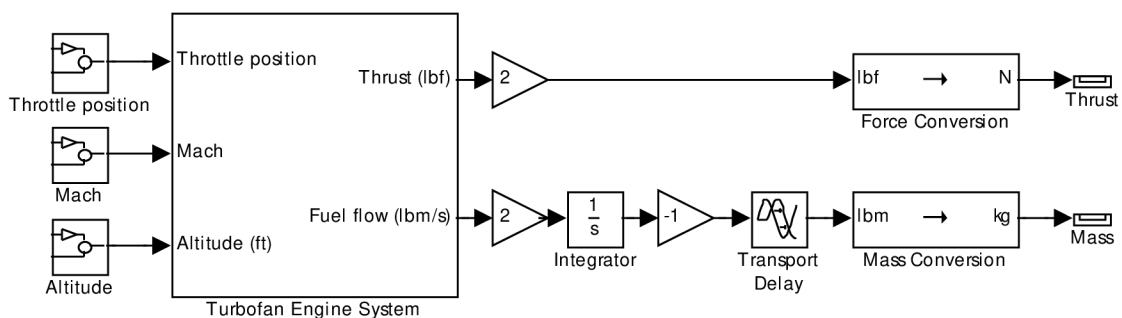 Throttle position
Throttle position
Thrust (lbf)
2
lbf
N
Thrust
Force Conversion
Mach
Mach
Fuel flow (lbm/s)
2
1
s
Integrator
-1
Transport
Delay
lbm
kg
Mass
Mass Conversion
Altitude (ft)
Altitude
Turbofan Engine System